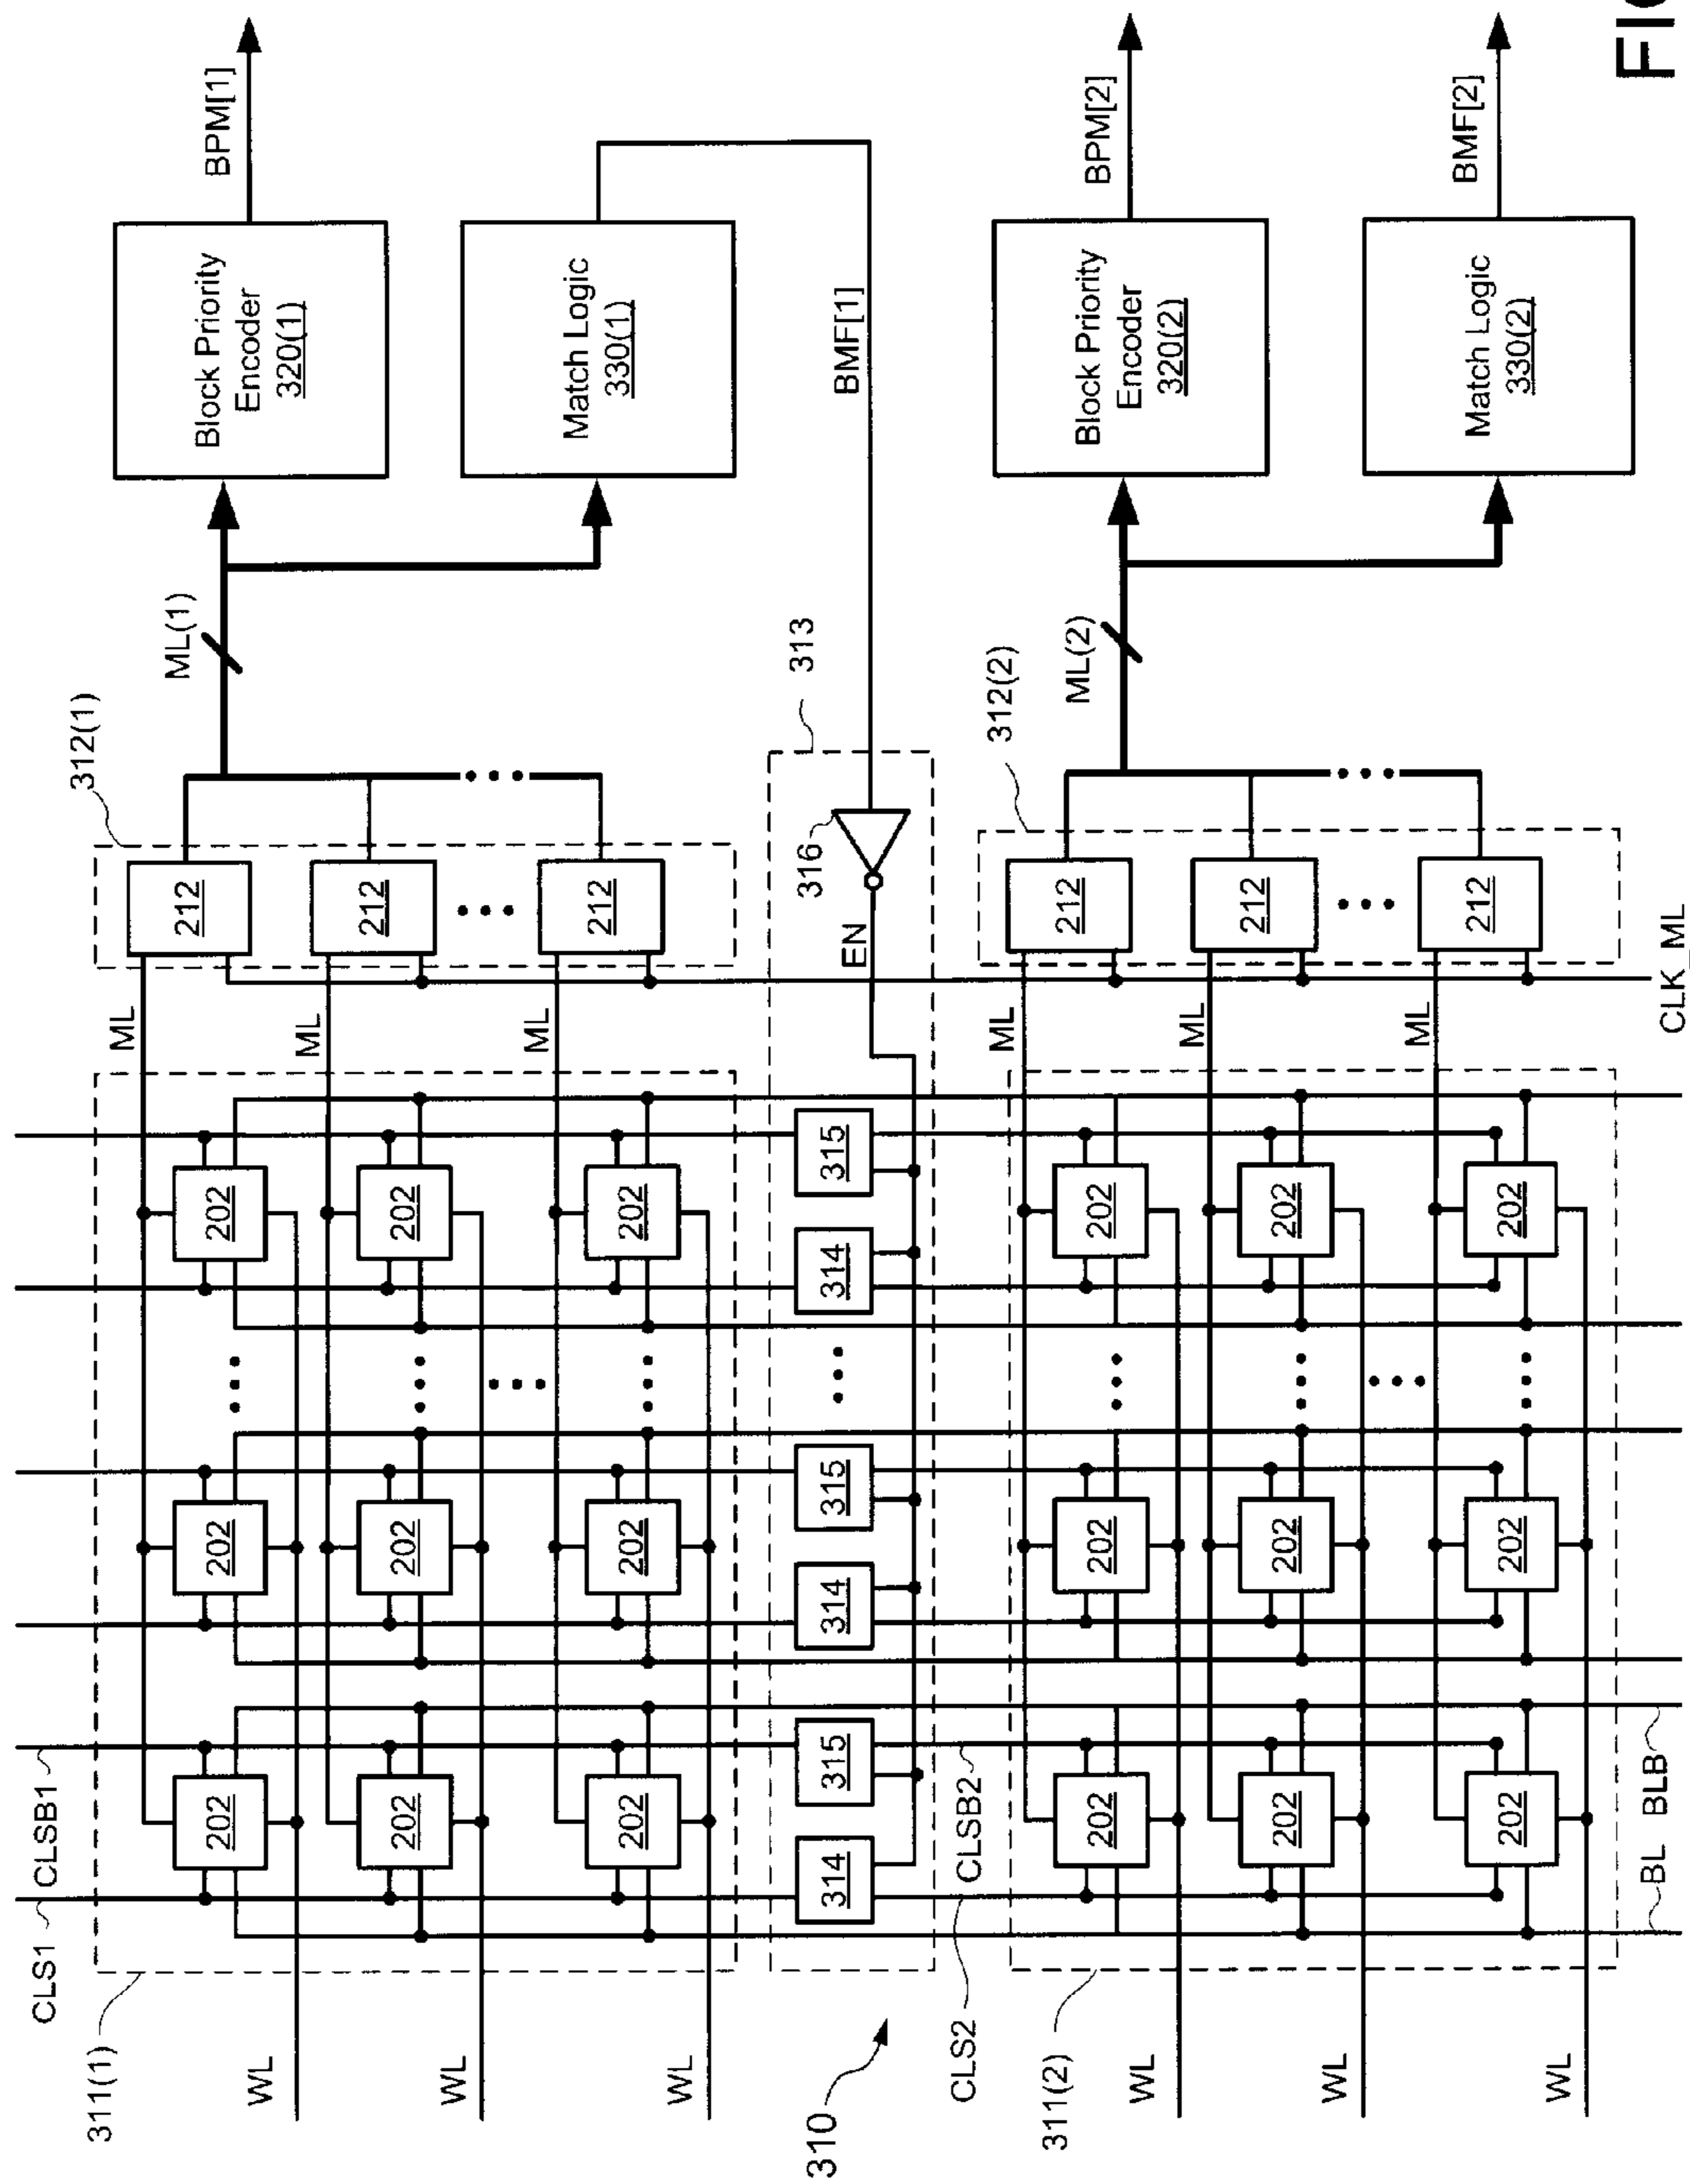 BPM[1]
Block Priority
Encoder
320(1)
Match Logic
330(1)
BMF[1]
BPM[2]
Block Priority
Encoder
320(2)
BMF[2]
Match Logic
330(2)
FIG
ML(1)
312(1)
313
ML(2)
312(2)
212
212
212
316
EN
212
212
212
CLK_ML
ML
ML
ML
ML
ML
ML
202
202
202
315
314
202
202
202
202
202
202
315
314
202
202
202
202
202
202
315
314
202
202
202
CLS1
CLSB1
CLS2
CLSB2
BL
BLB
311(1)
WL
WL
WL
310
311(2)
WL
WL
WL